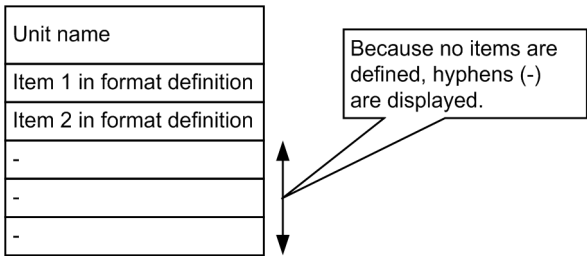 Unit name
Item 1 in format definition
Item 2 in format definition
-
-
-
Because no items are
defined, hyphens (-)
are displayed.